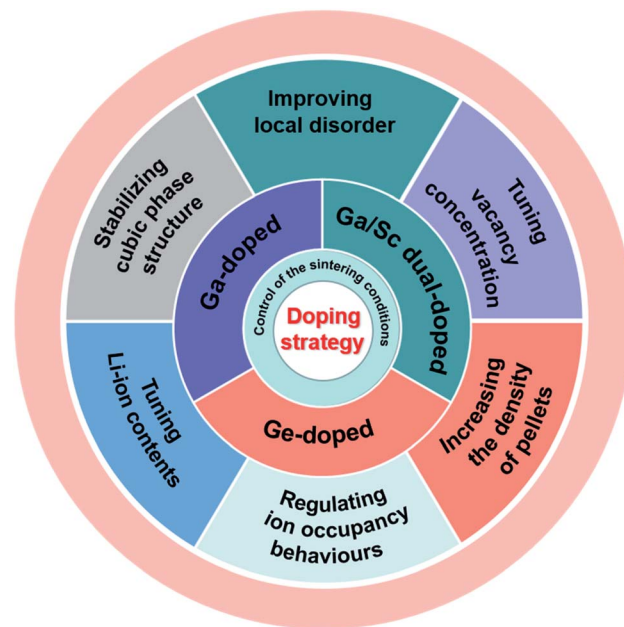 Improving
local disorder
Tuning
vacancy
concentration
Increasing
the density
of pellets
Regulating
ion occupancy
behaviours
Tuning
Li-ion contents
Stabilizing
cubic phase
structure
Ga-doped
Ga/Sc dual-doped
Ge-doped
Control of the sintering conditions
Doping
strategy